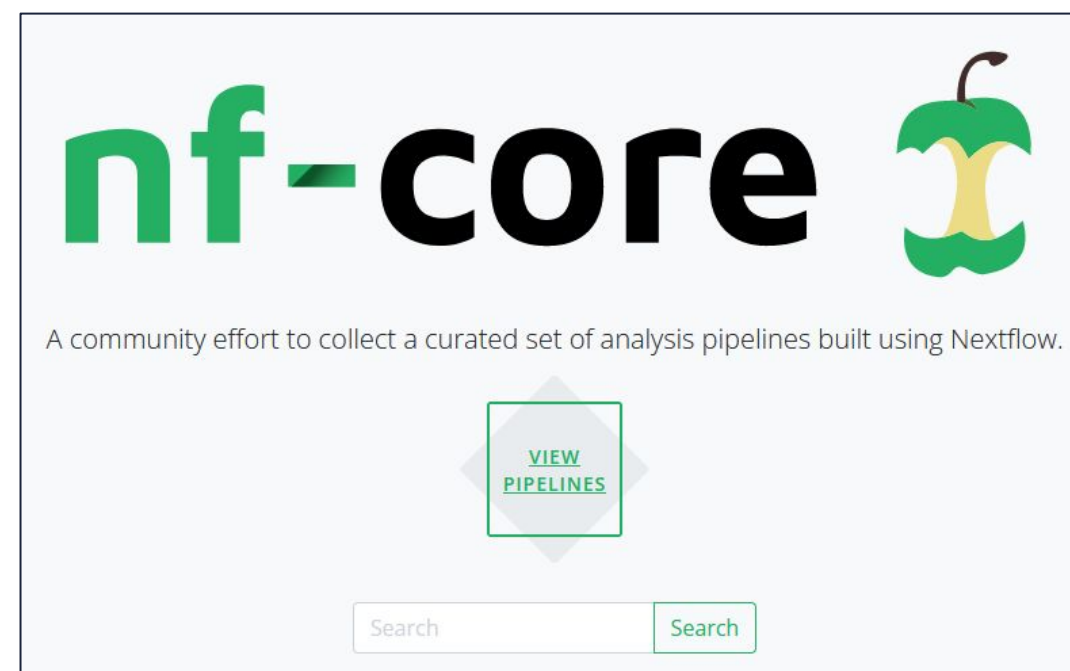 nf-core
A community effort to collect a curated set of analysis pipelines built using Nextflow.
VIEW
PIPELINES
Search Search